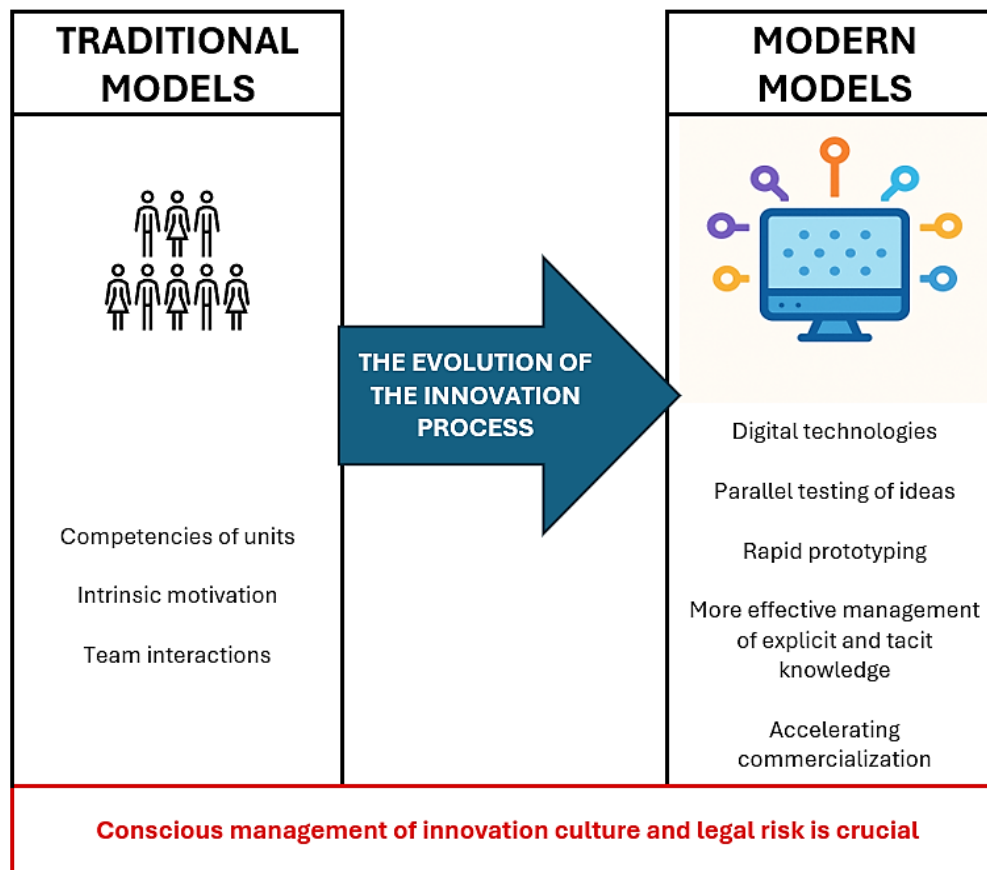 TRADITIONAL
MODELS
Competencies of units
Intrinsic motivation
Team interactions
THE EVOLUTION OF
THE INNOVATION
PROCESS
MODERN
MODELS
Digital technologies
Parallel testing of ideas
Rapid prototyping
More effective management
of explicit and tacit
knowledge
Accelerating
commercialization
Conscious management of innovation culture and legal risk is crucial